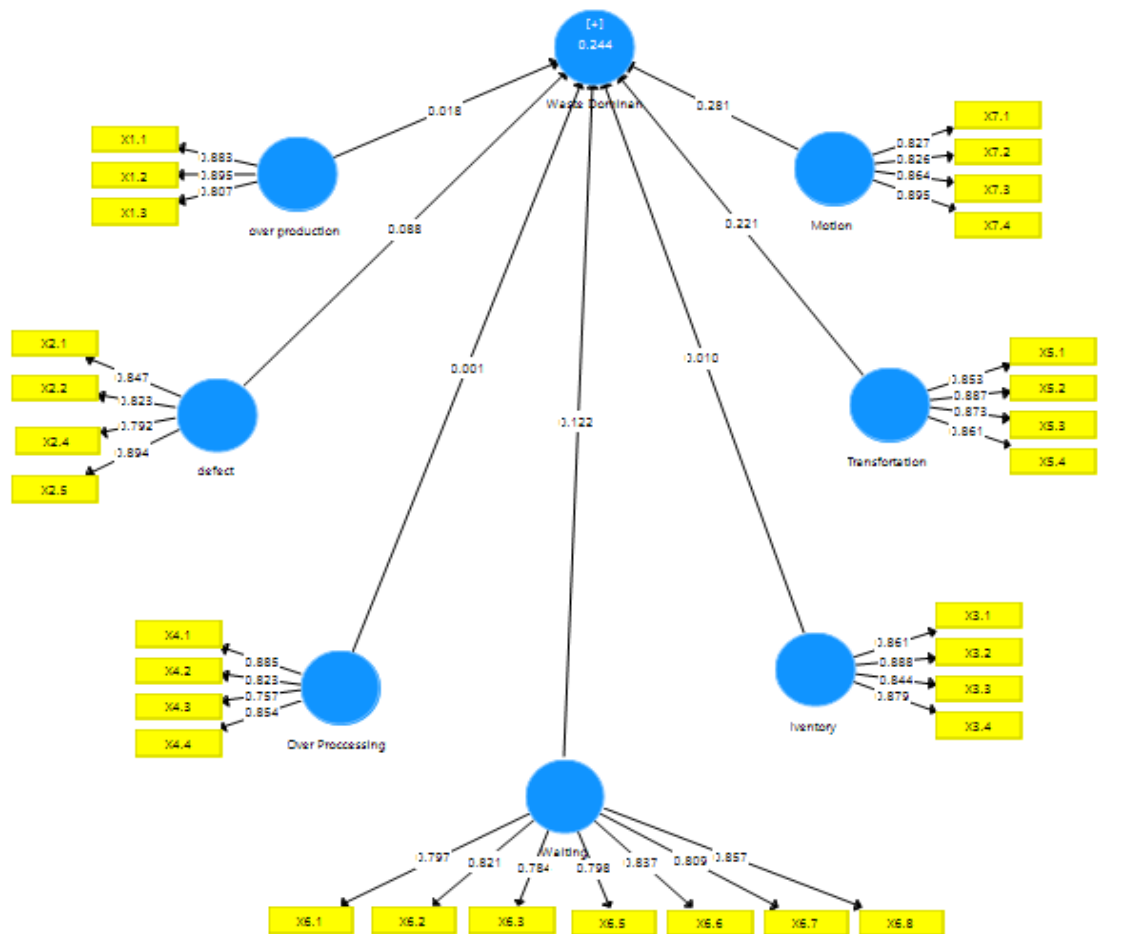 [+]
0.244
Waste Dominan
0.018
0.281
X1.1
X1.2
X1.3
0.883
0.895
0.807
over production
X7.1
X7.2
X7.3
X7.4
0.827
0.826
0.864
0.895
Motion
0.088
0.221
X2.1
X2.2
X2.4
X2.5
0.847
0.823
0.792
0.894
defect
0.001
0.010
0.122
X5.1
X5.2
X5.3
X5.4
0.853
0.887
0.873
0.861
Transfortation
X4.1
X4.2
X4.3
X4.4
0.885
0.823
0.757
0.854
Over Proccessing
X3.1
X3.2
X3.3
X3.4
0.861
0.888
0.844
0.879
Iventory
Waiting
0.797
0.821
0.784
0.798
0.837
0.809
0.857
X6.1
X6.2
X6.3
X6.5
X6.6
X6.7
X6.8